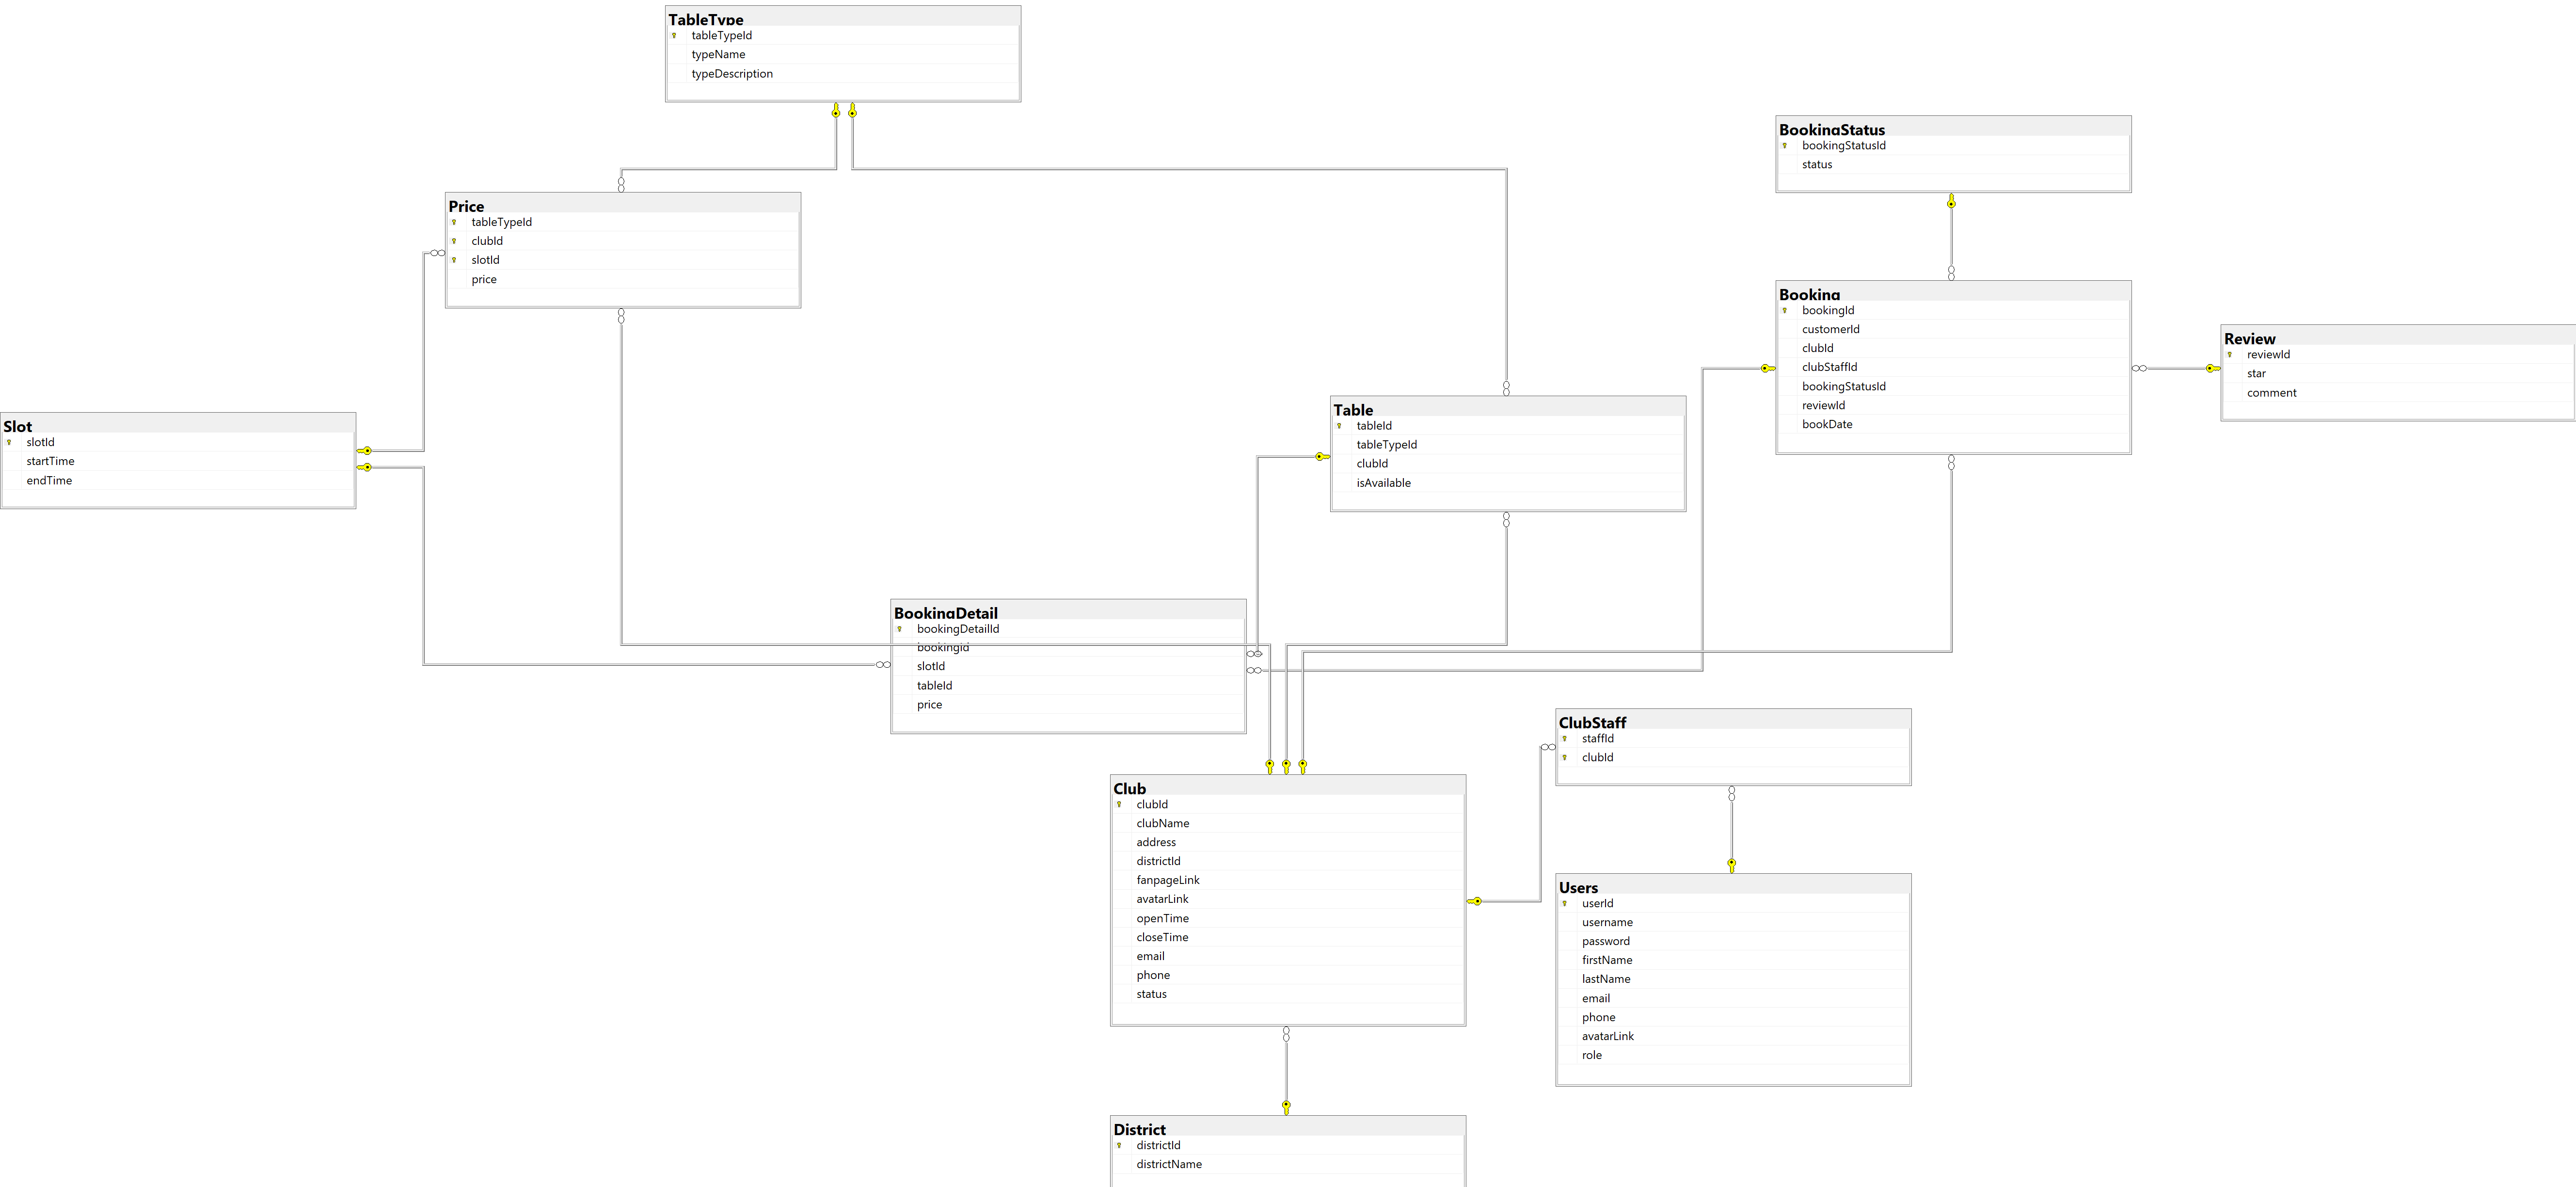 TableType
tableTypeId
typeName
typeDescription
BookingStatus
bookingStatusId
status
Price
tableTypeId
clubId
slotId
price
Booking
bookingId
customerId
clubId
clubStaffId
bookingStatusId
reviewId
bookDate
Review
reviewId
star
comment
Slot
slotId
startTime
endTime
Table
tableId
tableTypeId
clubId
isAvailable
BookingDetail
bookingDetailId
bookingId
slotId
tableId
price
ClubStaff
staffId
clubId
Club
clubId
clubName
address
districtId
fanpageLink
avatarLink
openTime
closeTime
email
phone
status
Users
userId
username
password
firstName
lastName
email
phone
avatarLink
role
District
districtId
districtName